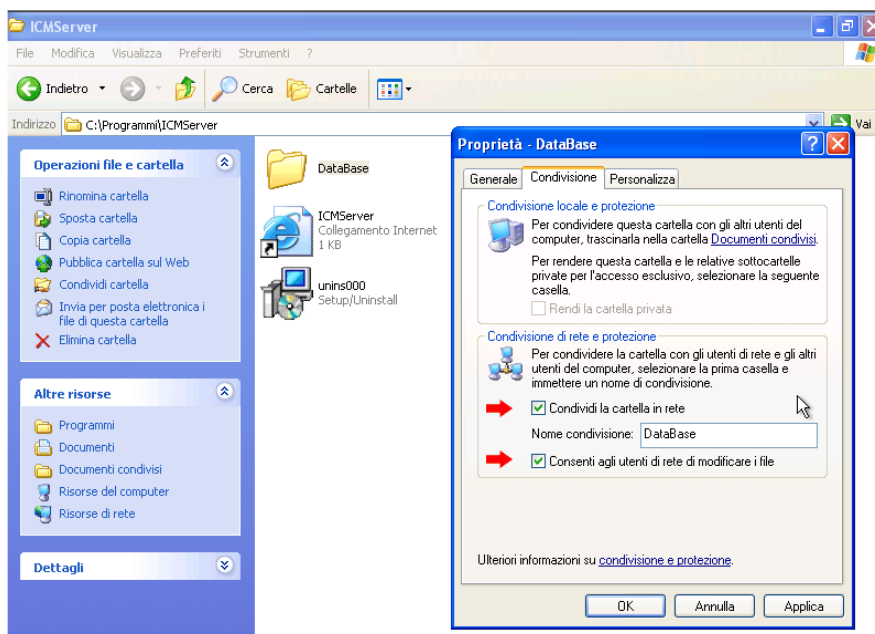 ICMServer
File Modifica Visualizza Preferiti Strumenti ?
Indietro Cerca Cartelle
Indirizzo C:\Programmi\ICMServer Vai
Operazioni file e cartella
Rinomina cartella
Sposta cartella
Copia cartella
Pubblica cartella sul Web
Condividi cartella
Invia per posta elettronica i
file di questa cartella
Elimina cartella
Altre risorse
Programmi
Documenti
Documenti condivisi
Risorse del computer
Risorse di rete
Dettagli
DataBase
ICMServer
Collegamento Internet
1 KB
unins000
Setup/Uninstall
Proprietà - DataBase
Generale Condivisione Personalizza
Condivisione locale e protezione
Per condividere questa cartella con gli altri utenti del
computer, trascinarla nella cartella Documenti condivisi.
Per rendere questa cartella e le relative sottocartelle
private per l'accesso esclusivo, selezionare la seguente
casella.
Rendi la cartella privata
Condivisione di rete e protezione
Per condividere la cartella con gli utenti di rete e gli altri
utenti del computer, selezionare la prima casella e
immettere un nome di condivisione.
Condividi la cartella in rete
Nome condivisione: DataBase
Consenti agli utenti di rete di modificare i file
Ulteriori informazioni su condivisione e protezione.
OK Annulla Applica